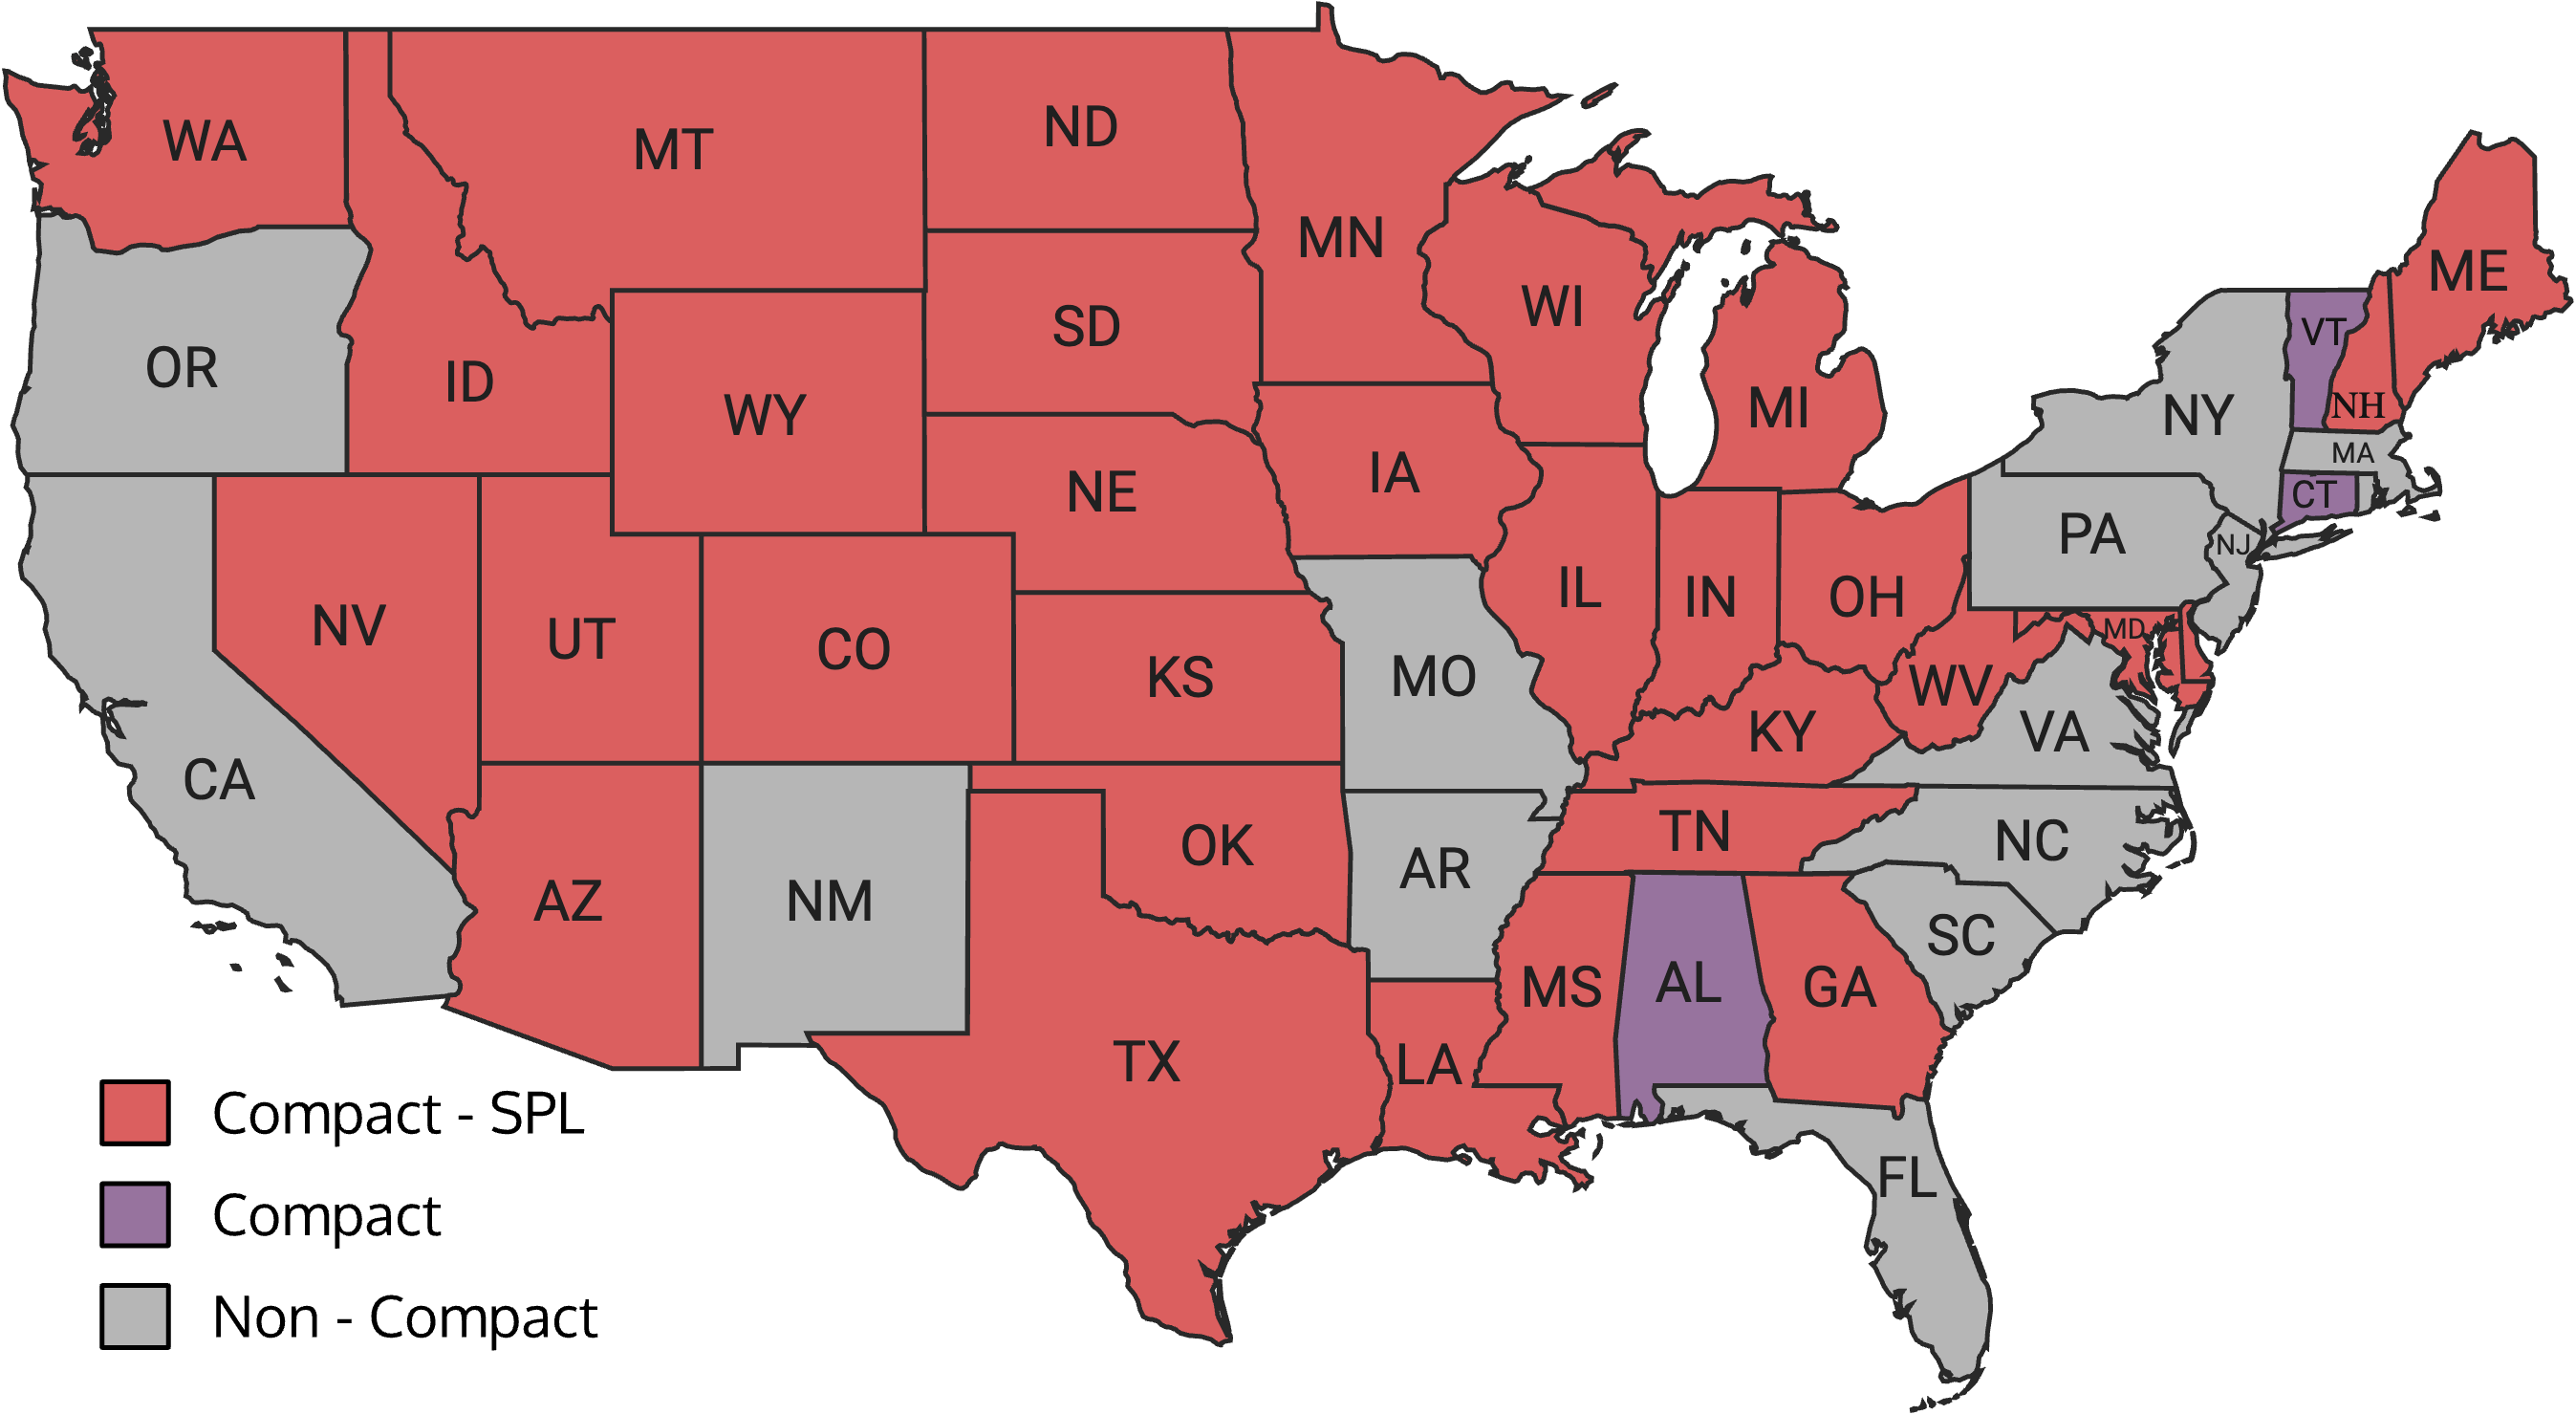 WA
MT
ND
MN
ME
OR
ID
SD
WI
VT
WY
MI
NH
NY
NE
IA
MA
CT
PA
NJ
NV
UT
CO
KS
MO
IL
IN
OH
MD
WV
VA
KY
CA
AZ
NM
OK
AR
TN
NC
SC
TX
LA
MS
AL
GA
FL
Compact - SPL
Compact
Non - Compact